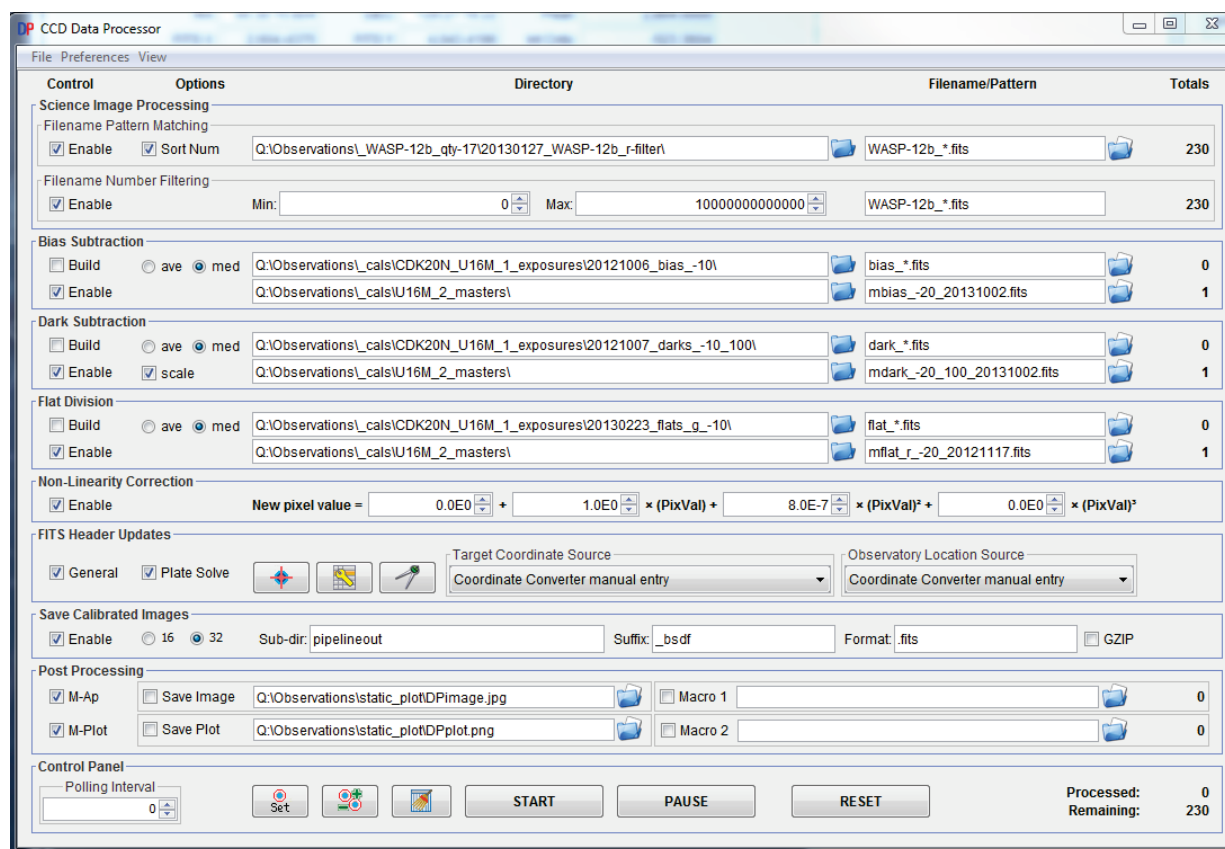 DP CCD Data Processor
File Preferences View
Control Options Directory Filename/Pattern Totals
Science Image Processing
Filename Pattern Matching
Enable Sort Num Q:\Observations\_WASP-12b_qty-17\20130127_WASP-12b_r-filter\ WASP-12b_*.fits 230
Filename Number Filtering
Enable Min: 0 Max: 10000000000000 WASP-12b_*.fits 230
Bias Subtraction
Build ave med Q:\Observations\_cals\CDK20N_U16M_1_exposures\20121006_bias_-10\ bias_*.fits 0
Enable Q:\Observations\_cals\U16M_2_masters\ mbias_-20_20131002.fits 1
Dark Subtraction
Build ave med Q:\Observations\_cals\CDK20N_U16M_1_exposures\20121007_darks_-10_100\ dark_*.fits 0
Enable scale Q:\Observations\_cals\U16M_2_masters\ mdark_-20_100_20131002.fits 1
Flat Division
Build ave med Q:\Observations\_cals\CDK20N_U16M_1_exposures\20130223_flats_g_-10\ flat_*.fits 0
Enable Q:\Observations\_cals\U16M_2_masters\ mflat_r_-20_20121117.fits 1
Non-Linearity Correction
Enable New pixel value = 0.0E0 + 1.0E0 × (PixVal) + 8.0E-7 × (PixVal)² + 0.0E0 × (PixVal)³
FITS Header Updates
Target Coordinate Source Observatory Location Source
General Plate Solve Coordinate Converter manual entry Coordinate Converter manual entry
Save Calibrated Images
Enable 16 32 Sub-dir: pipelineout Suffix: _bsdf Format: .fits GZIP
Post Processing
M-Ap Save Image Q:\Observations\static_plot\DPimage.jpg Macro 1 0
M-Plot Save Plot Q:\Observations\static_plot\DPplot.png Macro 2 0
Control Panel
Polling Interval
0 Set START PAUSE RESET
Processed: 0
Remaining: 230